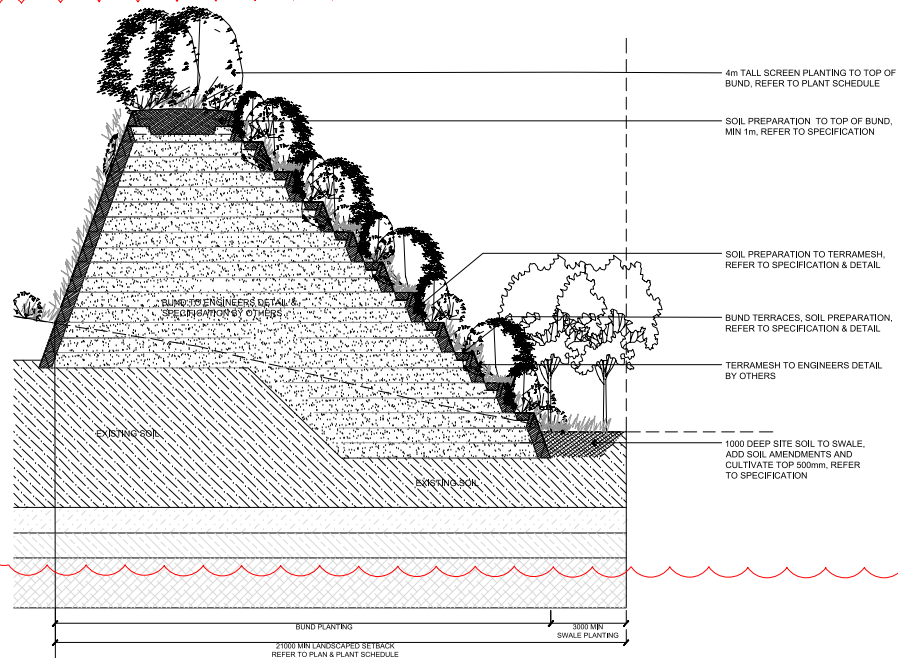 4m TALL SCREEN PLANTING TO TOP OF
BUND, REFER TO PLANT SCHEDULE
SOIL PREPARATION TO TOP OF BUND,
MIN 1m, REFER TO SPECIFICATION
SOIL PREPARATION TO TERRAMESH,
REFER TO SPECIFICATION & DETAIL
BUND TO ENGINEERS DETAIL &
SPECIFICATION BY OTHERS
BUND TERRACES, SOIL PREPARATION,
REFER TO SPECIFICATION & DETAIL
TERRAMESH TO ENGINEERS DETAIL
BY OTHERS
EXISTING SOIL
1000 DEEP SITE SOIL TO SWALE,
ADD SOIL AMENDMENTS AND
CULTIVATE TOP 500mm, REFER
TO SPECIFICATION
EXISTING SOIL
BUND PLANTING
3000 MIN
SWALE PLANTING
21000 MIN LANDSCAPED SETBACK
REFER TO PLAN & PLANT SCHEDULE